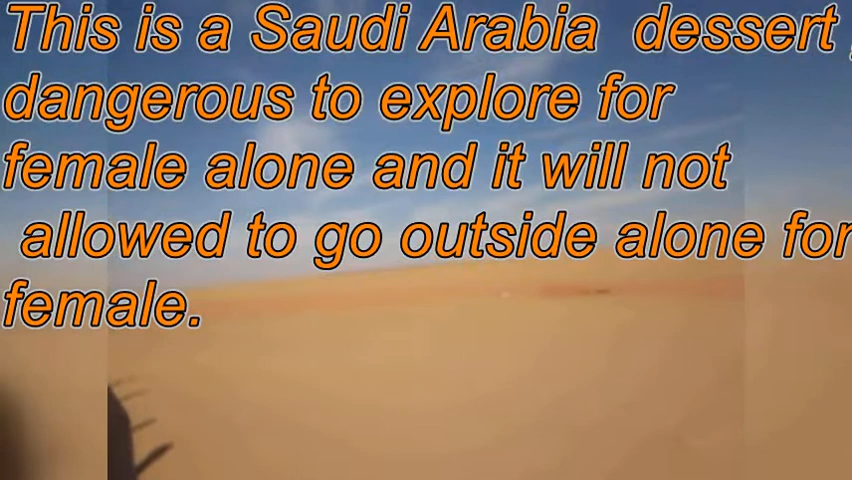 This is a Saudi Arabia dessert,
dangerous to explore for
female alone and it will not
allowed to go outside alone for
female.